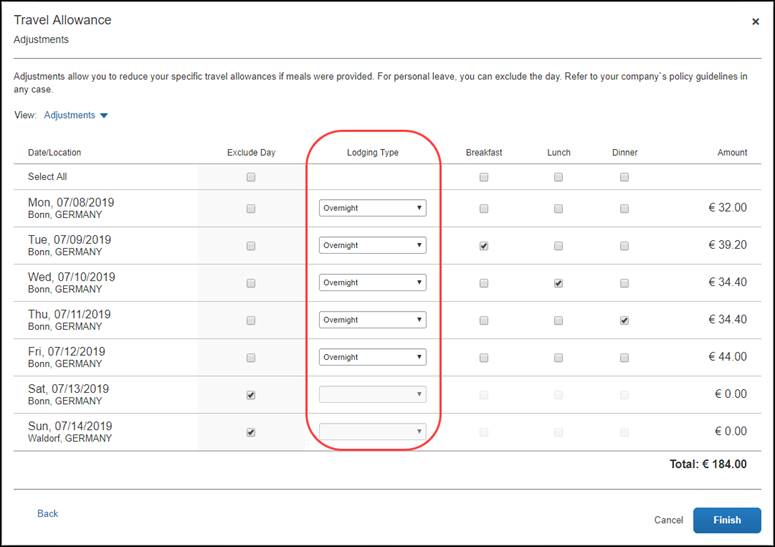 Travel Allowance
×
Adjustments
Adjustments allow you to reduce your specific travel allowances if meals were provided. For personal leave, you can exclude the day. Refer to your company`s policy guidelines in
any case.
View: Adjustments
Date/Location Exclude Day Lodging Type Breakfast Lunch Dinner Amount
Select All
Mon, 07/08/2019
Bonn, GERMANY
Overnight € 32.00
Tue, 07/09/2019
Bonn, GERMANY
Overnight € 39.20
Wed, 07/10/2019
Bonn, GERMANY
Overnight € 34.40
Thu, 07/11/2019
Bonn, GERMANY
Overnight € 34.40
Fri, 07/12/2019
Bonn, GERMANY
Overnight € 44.00
Sat, 07/13/2019
Bonn, GERMANY
€ 0.00
Sun, 07/14/2019
Waldorf, GERMANY
€ 0.00
Total: € 184.00
Back
Cancel Finish